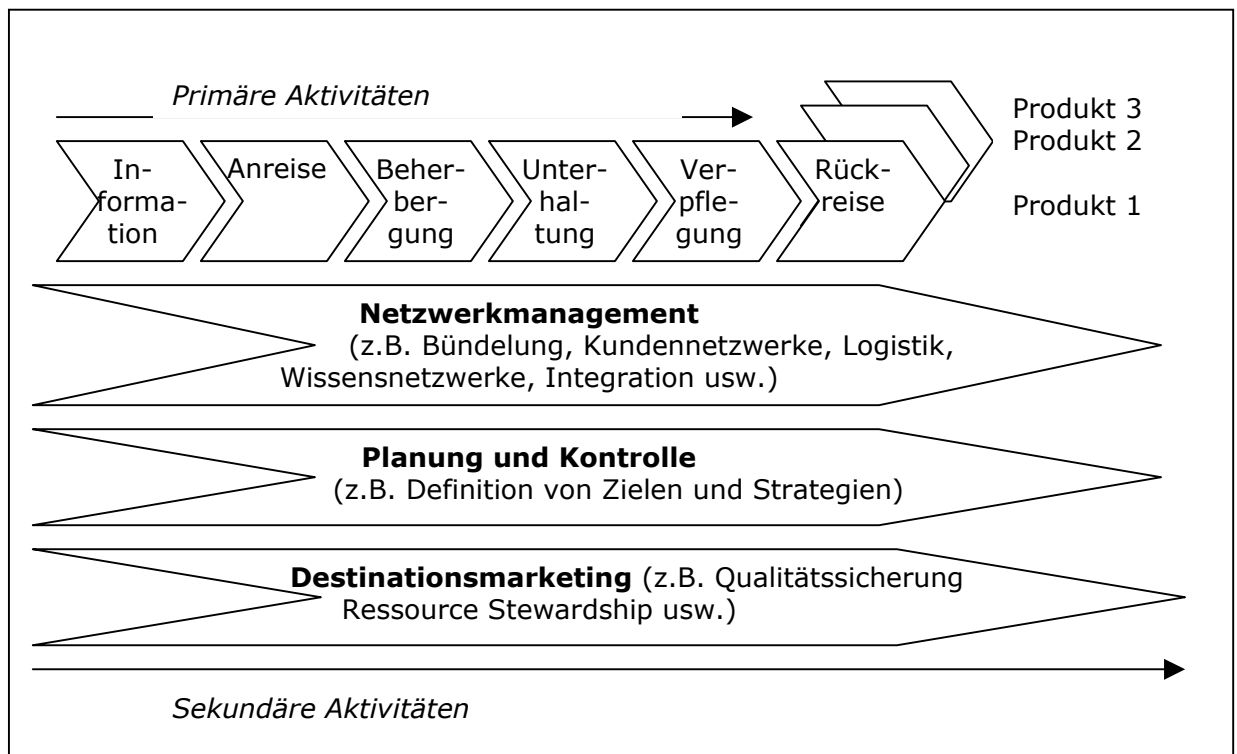 Primäre Aktivitäten
Produkt 3
Produkt 2
Produkt 1
In-
forma-
tion
Anreise
Beher-
ber-
gung
Unter-
hal-
tung
Ver-
pfle-
gung
Rück-
reise
Netzwerkmanagement
(z.B. Bündelung, Kundennetzwerke, Logistik,
Wissensnetzwerke, Integration usw.)
Planung und Kontrolle
(z.B. Definition von Zielen und Strategien)
Destinationsmarketing (z.B. Qualitätssicherung
Ressource Stewardship usw.)
Sekundäre Aktivitäten